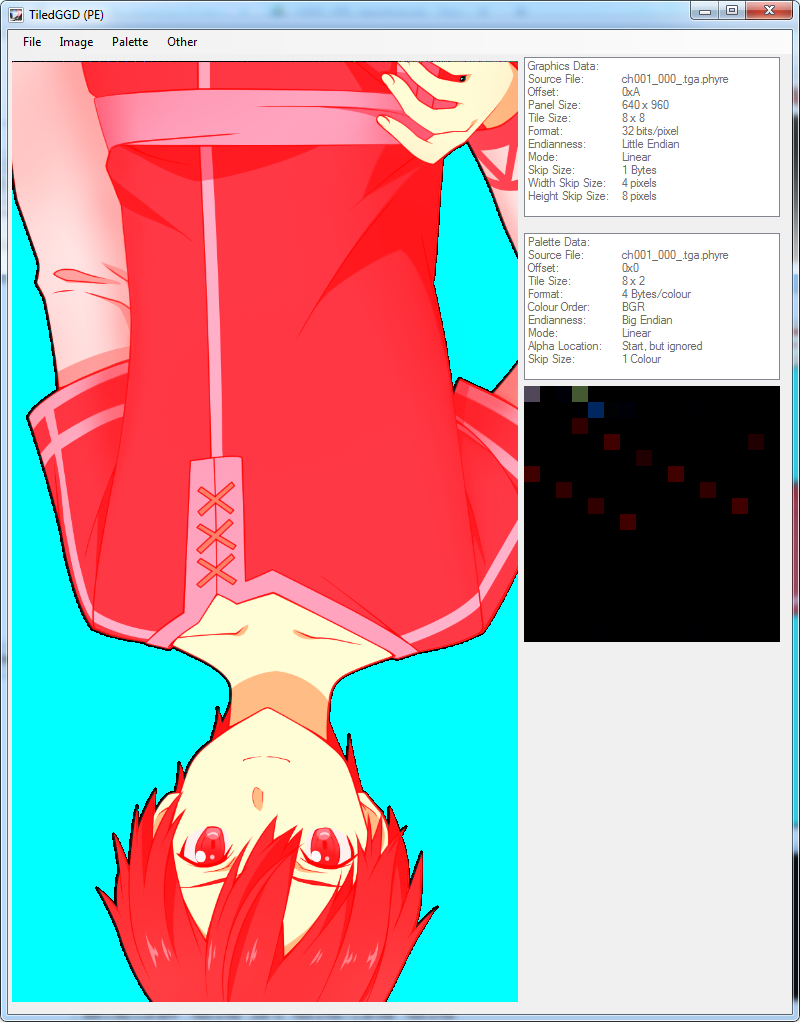 TiledGGD (PE)
File Image Palette Other
Graphics Data:
Source File: ch001_000_.tga.phyre
Offset: 0xA
Panel Size: 640 x 960
Tile Size: 8 x 8
Format: 32 bits/pixel
Endianness: Little Endian
Mode: Linear
Skip Size: 1 Bytes
Width Skip Size: 4 pixels
Height Skip Size: 8 pixels
Palette Data:
Source File: ch001_000_.tga.phyre
Offset: 0x0
Tile Size: 8 x 2
Format: 4 Bytes/colour
Colour Order: BGR
Endianness: Big Endian
Mode: Linear
Alpha Location: Start, but ignored
Skip Size: 1 Colour